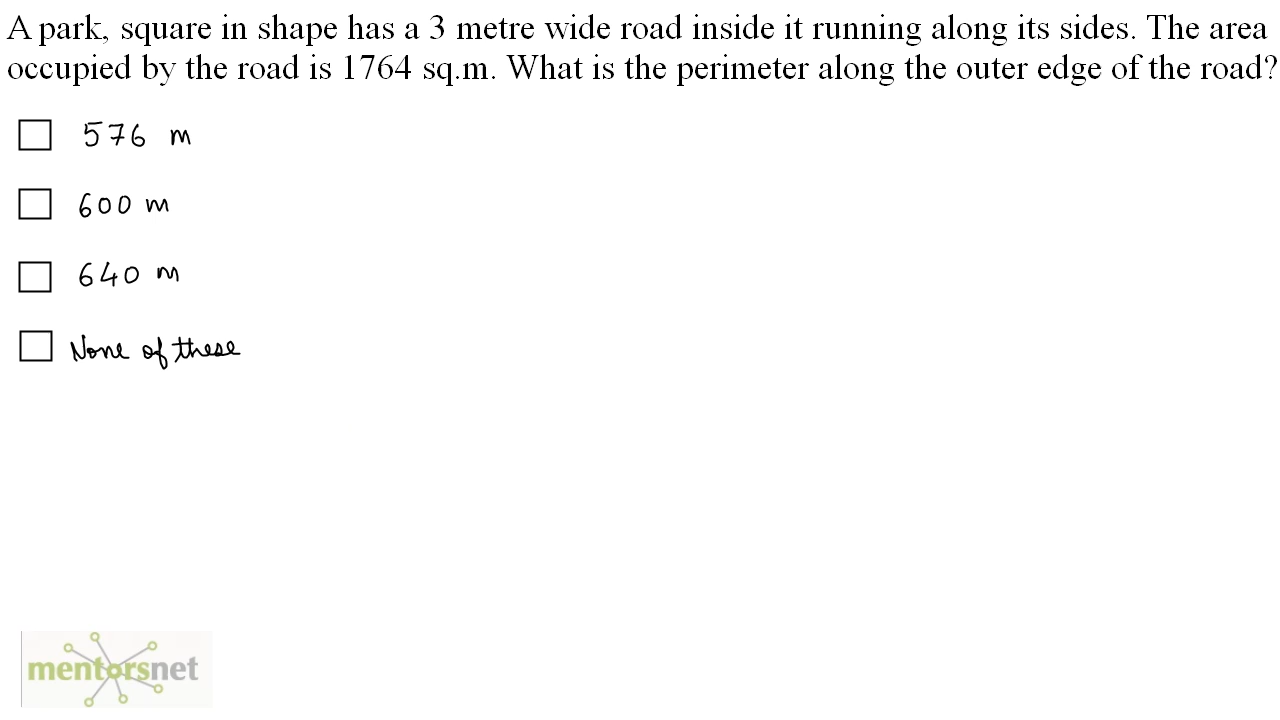 A park, square in shape has a 3 metre wide road inside it running along its sides. The area
occupied by the road is 1764 sq.m. What is the perimeter along the outer edge of the road?
576 m
600 m
640 m
None of these
mentorsnet